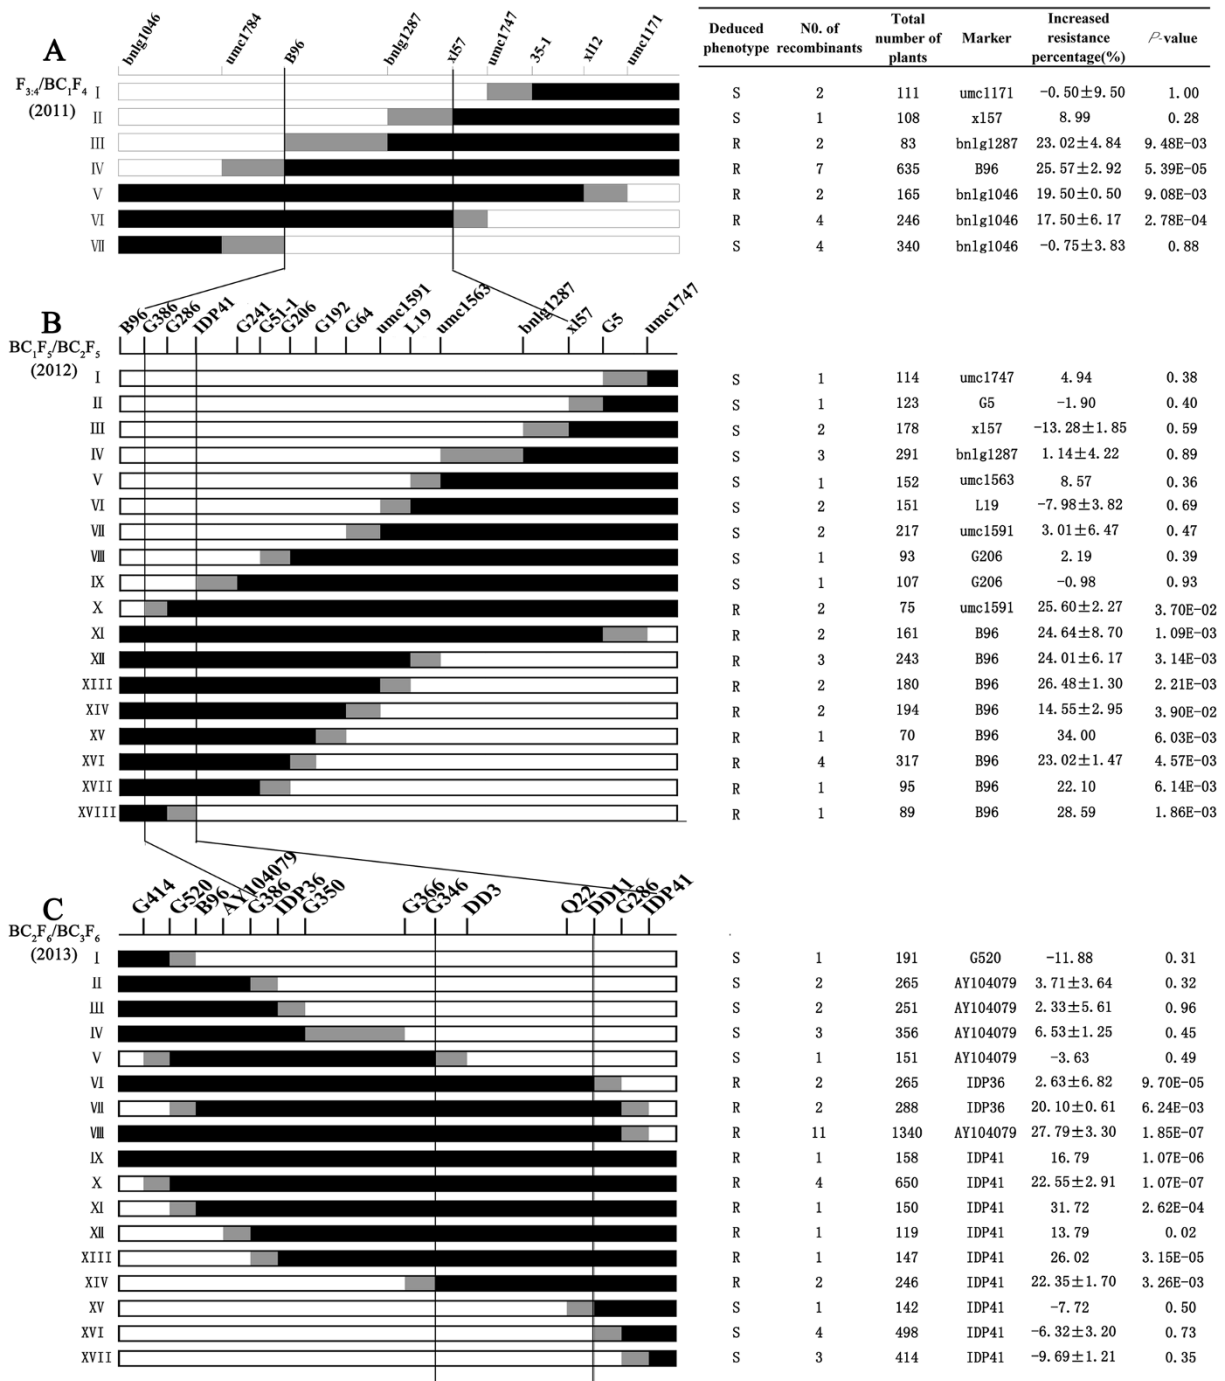 Deduced phenotype N0. of recombinants Total number of plants Marker Increased resistance percentage(%) P-value
A
bnlg1046 umc1784 B96 bnlg1287 xl57 umc1747 35-1 xl12 umc1171
F3:4/BC1F4
(2011)
I S 2 111 umc1171 -0.50±9.50 1.00
II S 1 108 x157 8.99 0.28
III R 2 83 bnlg1287 23.02±4.84 9.48E-03
IV R 7 635 B96 25.57±2.92 5.39E-05
V R 2 165 bnlg1046 19.50±0.50 9.08E-03
VI R 4 246 bnlg1046 17.50±6.17 2.78E-04
VII S 4 340 bnlg1046 -0.75±3.83 0.88
B
B96 G386 G286 IDP41 G241 G51-1 G206 G192 G64 umc1591 L19 umc1563 bnlg1287 xl57 G5 umc1747
BC1F5/BC2F5
(2012)
I S 1 114 umc1747 4.94 0.38
II S 1 123 G5 -1.90 0.40
III S 2 178 x157 -13.28±1.85 0.59
IV S 3 291 bnlg1287 1.14±4.22 0.89
V S 1 152 umc1563 8.57 0.36
VI S 2 151 L19 -7.98±3.82 0.69
VII S 2 217 umc1591 3.01±6.47 0.47
VIII S 1 93 G206 2.19 0.39
IX S 1 107 G206 -0.98 0.93
X R 2 75 umc1591 25.60±2.27 3.70E-02
XI R 2 161 B96 24.64±8.70 1.09E-03
XII R 3 243 B96 24.01±6.17 3.14E-03
XIII R 2 180 B96 26.48±1.30 2.21E-03
XIV R 2 194 B96 14.55±2.95 3.90E-02
XV R 1 70 B96 34.00 6.03E-03
XVI R 4 317 B96 23.02±1.47 4.57E-03
XVII R 1 95 B96 22.10 6.14E-03
XVIII R 1 89 B96 28.59 1.86E-03
C
G414 G520 B96 AY104079 G386 IDP36 G350 G366 G346 DD3 Q22 DD11 G286 IDP41
BC2F6/BC3F6
(2013)
I S 1 191 G520 -11.88 0.31
II S 2 265 AY104079 3.71±3.64 0.32
III S 2 251 AY104079 2.33±5.61 0.96
IV S 3 356 AY104079 6.53±1.25 0.45
V S 1 151 AY104079 -3.63 0.49
VI R 2 265 IDP36 2.63±6.82 9.70E-05
VII R 2 288 IDP36 20.10±0.61 6.24E-03
VIII R 11 1340 AY104079 27.79±3.30 1.85E-07
IX R 1 158 IDP41 16.79 1.07E-06
X R 4 650 IDP41 22.55±2.91 1.07E-07
XI R 1 150 IDP41 31.72 2.62E-04
XII R 1 119 IDP41 13.79 0.02
XIII R 1 147 IDP41 26.02 3.15E-05
XIV R 2 246 IDP41 22.35±1.70 3.26E-03
XV S 1 142 IDP41 -7.72 0.50
XVI S 4 498 IDP41 -6.32±3.20 0.73
XVII S 3 414 IDP41 -9.69±1.21 0.35